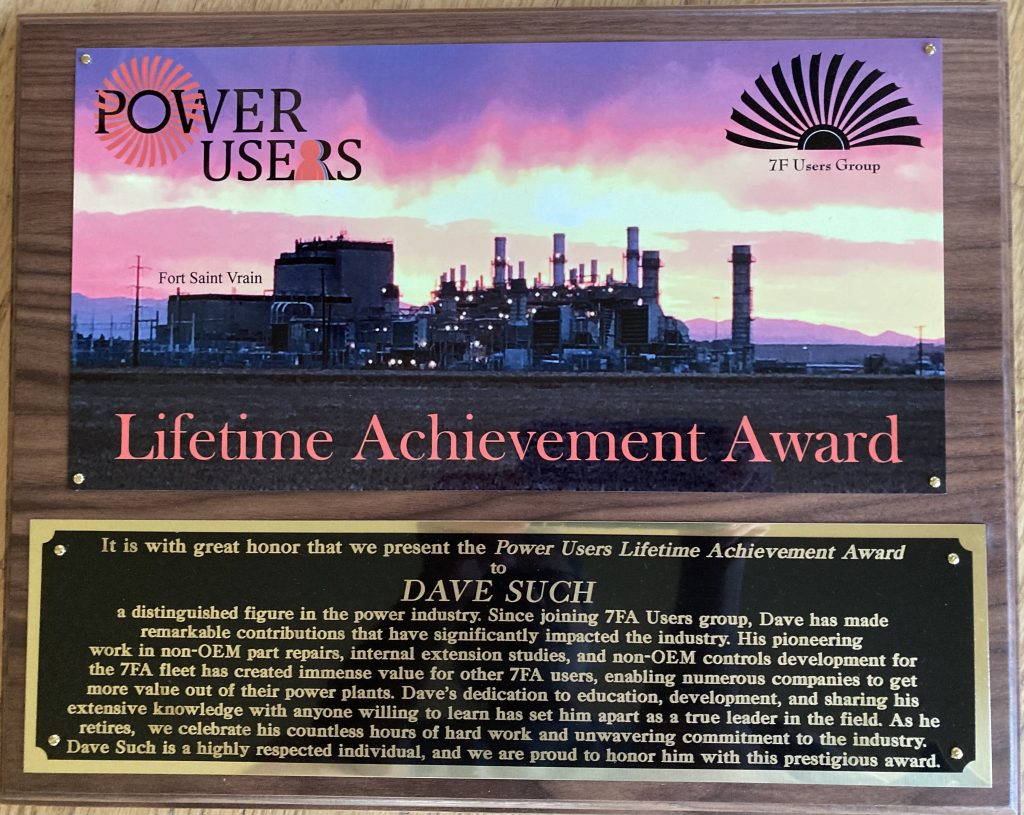 POWER
USERS
7F Users Group
Fort Saint Vrain
Lifetime Achievement Award
It is with great honor that we present the Power Users Lifetime Achievement Award
to
DAVE SUCH
a distinguished figure in the power industry. Since joining 7FA Users group, Dave has made
remarkable contributions that have significantly impacted the industry. His pioneering
work in non-OEM part repairs, internal extension studies, and non-OEM controls development for
the 7FA fleet has created immense value for other 7FA users, enabling numerous companies to get
more value out of their power plants. Dave's dedication to education, development, and sharing his
extensive knowledge with anyone willing to learn has set him apart as a true leader in the field. As he
retires, we celebrate his countless hours of hard work and unwavering commitment to the industry.
Dave Such is a highly respected individual, and we are proud to honor him with this prestigious award.